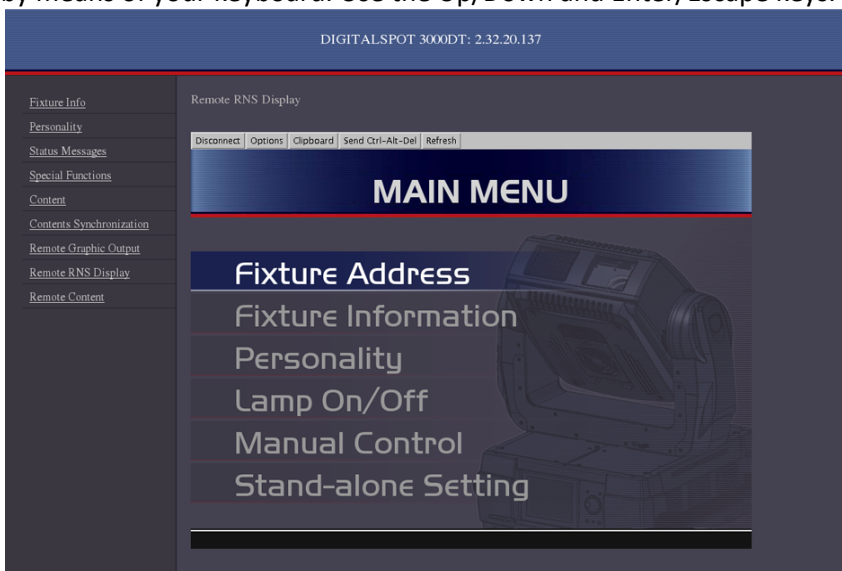 by means of your keyboard. Use the Up/Down and Enter/Escape keys.
DIGITALSPOT 3000DT: 2.32.20.137
Fixture Info
Personality
Status Messages
Special Functions
Content
Contents Synchronization
Remote Graphic Output
Remote RNS Display
Remote Content
Remote RNS Display
Disconnect Options Clipboard Send Ctrl-Alt-Del Refresh
MAIN MENU
Fixture Address
Fixture Information
Personality
Lamp On/Off
Manual Control
Stand-alone Setting